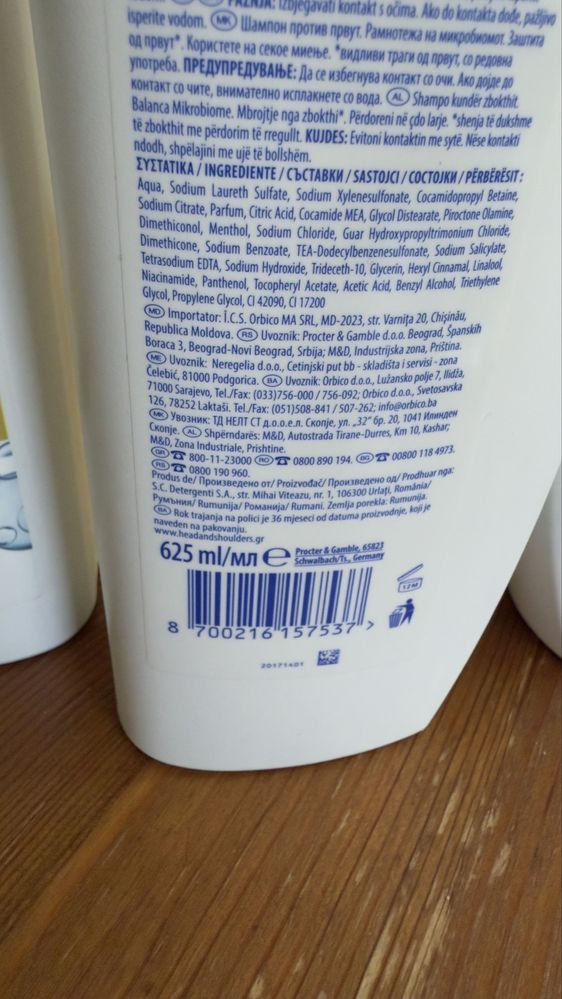 PAŽNJA: Izbjegavati kontakt s očima. Ako do kontakta dođe, pažljivo
isperite vodom. MK Шампон против првут. Рамнотежа на микробиомот. Заштита
од првут*. Користете на секое миење. *видливи траги од првут, со редовна
употреба. ПРЕДУПРЕДУВАЊЕ: Да се избегнува контакт со очи. Ако дојде до
контакт со чите, внимателно исплакнете со вода. AL Shampo kundër zbokthit.
Balanca Mikrobiome. Mbrojtje nga zbokthi*. Përdoreni në çdo larje. *shenja të dukshme
të zbokthit me përdorim të rregullt. KUJDES: Evitoni kontaktin me sytë. Nëse kontakti
ndodh, shpëlajini me ujë të bollshëm.
ΣΥΣΤΑΤΙΚΑ / INGREDIENTE / СЪСТАВКИ / SASTOJCI / СОСТОЈКИ / PËRBËRËSIT:
Aqua, Sodium Laureth Sulfate, Sodium Xylenesulfonate, Cocamidopropyl Betaine,
Sodium Citrate, Parfum, Citric Acid, Cocamide MEA, Glycol Distearate, Piroctone Olamine,
Dimethiconol, Menthol, Sodium Chloride, Guar Hydroxypropyltrimonium Chloride,
Dimethicone, Sodium Benzoate, TEA-Dodecylbenzenesulfonate, Sodium Salicylate,
Tetrasodium EDTA, Sodium Hydroxide, Trideceth-10, Glycerin, Hexyl Cinnamal, Linalool,
Niacinamide, Panthenol, Tocopheryl Acetate, Acetic Acid, Benzyl Alcohol, Triethylene
Glycol, Propylene Glycol, CI 42090, CI 17200
MD Importator: Î.C.S. Orbico MA SRL, MD-2023, str. Varnița 20, Chișinău,
Republica Moldova. RS Uvoznik: Procter & Gamble d.o.o. Beograd, Španskih
Boraca 3, Beograd-Novi Beograd, Srbija; M&D, Industrijska zona, Priština.
ME Uvoznik: Neregelia d.o.o., Cetinjski put bb - skladišta i servisi - zona
Čelebić, 81000 Podgorica. BA Uvoznik: Orbico d.o.o., Lužansko polje 7, Ilidža,
71000 Sarajevo, Tel./Fax: (033)756-000 / 756-092; Orbico d.o.o., Svetosavska
126, 78252 Laktaši. Tel./Fax: (051)508-841 / 507-262; info@orbico.ba
MK Увозник: ТД НЕЛТ СТ д.о.о.е.л. Скопје, ул. „32“ бр. 20, 1041 Илинден
Скопје. AL Shpërndarës: M&D, Autostrada Tirane-Durres, Km 10, Kashar;
M&D, Zona Industriale, Prishtine.
GR 800-11-23000 RO 0800 890 194. BG 00800 118 4973.
RS 0800 190 960.
Produs de/ Произведено от/ Proizvođač/ Произведено од/ Prodhuar nga:
S.C. Detergenti S.A., str. Mihai Viteazu, nr. 1, 106300 Urlați, România/
Румъния/ Rumunija/ Романија/ Rumani. Zemlja porekla: Rumunija.
BA Rok trajanja na polici je 36 mjeseci od datuma proizvodnje, koji je
naveden na pakovanju.
www.headandshoulders.gr
625 ml/мл e Procter & Gamble, 65823
Schwalbach/Ts., Germany
12M
8 700216 157537 >
20171401